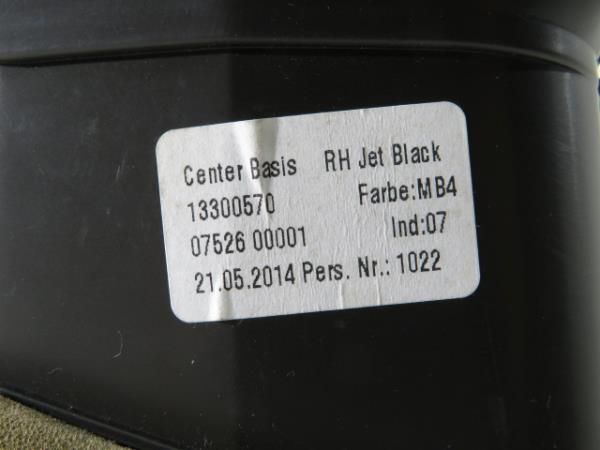 Center Basis RH Jet Black
13300570 Farbe:MB4
07526 00001 Ind:07
21.05.2014 Pers. Nr.: 1022